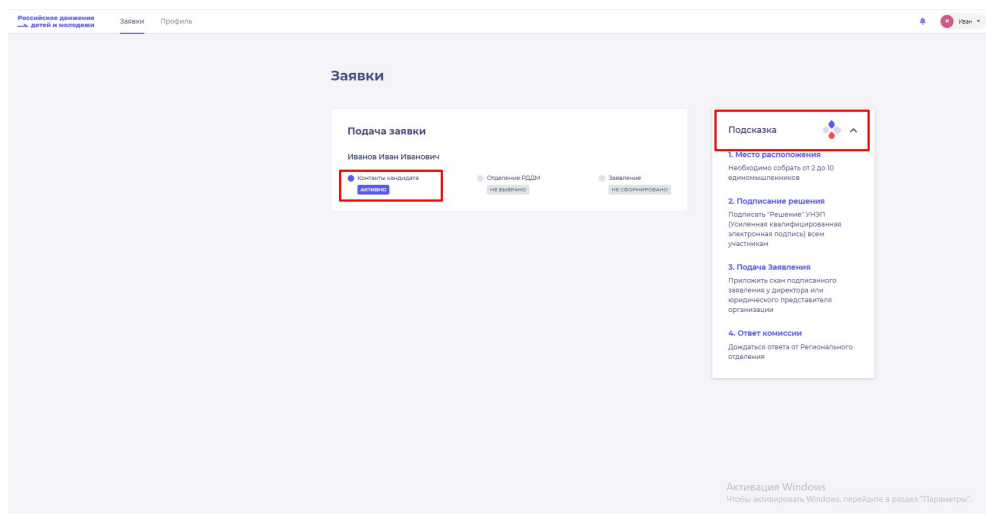 Российское движение
детей и молодежи
Заявки
Профиль
И
Иван
Заявки
Подача заявки
Иванов Иван Иванович
Контакты кандидата
АКТИВНО
Отделение РДДМ
НЕ ВЫБРАНО
Заявление
НЕ СФОРМИРОВАНО
Подсказка
1. Место расположения
Необходимо собрать от 2 до 10
единомышленников
2. Подписание решения
Подписать "Решение" УНЭП
(Усиленная квалифицированная
электронная подпись) всем
участникам
3. Подача Заявления
Приложить скан подписанного
заявления у директора или
юридического представителя
организации
4. Ответ комиссии
Дождаться ответа от Регионального
отделения
Активация Windows
Чтобы активировать Windows, перейдите в раздел "Параметры".